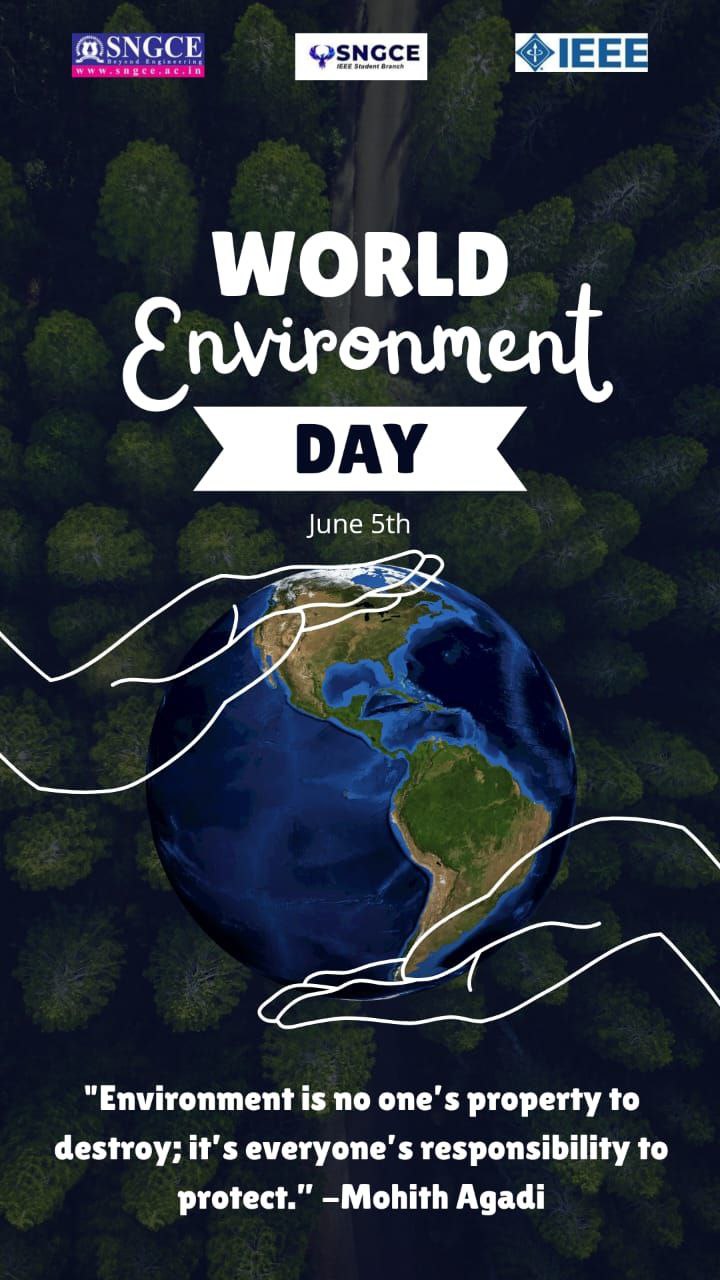 SNGCE
Beyond Engineering
www.sngce.ac.in
SNGCE
IEEE Student Branch
IEEE
WORLD
Environment
DAY
June 5th
"Environment is no one's property to
destroy; it's everyone's responsibility to
protect." –Mohith Agadi